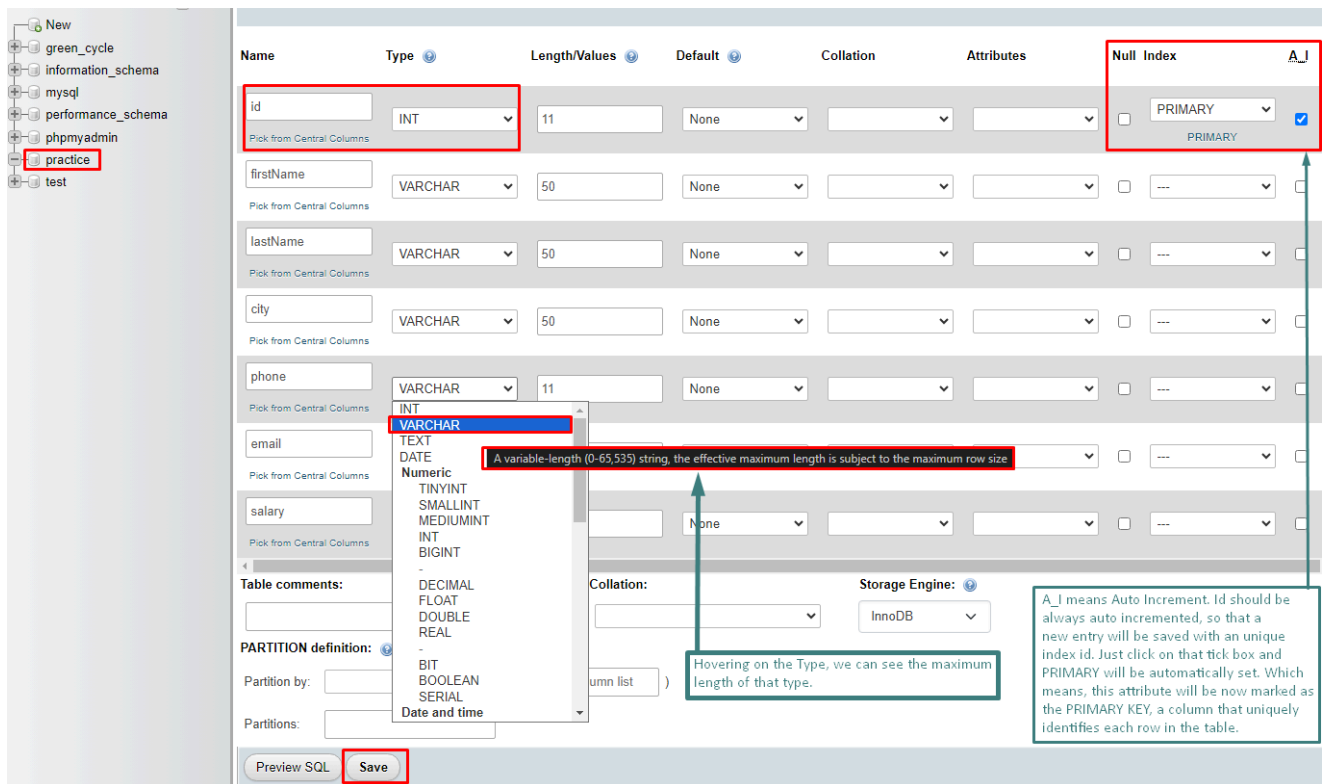 New
green_cycle
information_schema
mysql
performance_schema
phpmyadmin
practice
test
Name Type Length/Values Default Collation Attributes Null Index A_I
id INT 11 None PRIMARY
Pick from Central Columns PRIMARY
firstName VARCHAR 50 None ---
Pick from Central Columns
lastName VARCHAR 50 None ---
Pick from Central Columns
city VARCHAR 50 None ---
Pick from Central Columns
phone VARCHAR 11 None ---
Pick from Central Columns
INT
VARCHAR
TEXT
DATE
Numeric
TINYINT
SMALLINT
MEDIUMINT
INT
BIGINT
-
DECIMAL
FLOAT
DOUBLE
REAL
-
BIT
BOOLEAN
SERIAL
Date and time
email ---
A variable-length (0-65,535) string, the effective maximum length is subject to the maximum row size
Pick from Central Columns
salary None ---
Pick from Central Columns
Table comments: Collation: Storage Engine:
InnoDB
PARTITION definition:
Partition by: umn list )
Partitions:
Hovering on the Type, we can see the maximum
length of that type.
A_I means Auto Increment. Id should be
always auto incremented, so that a
new entry will be saved with an unique
index id. Just click on that tick box and
PRIMARY will be automatically set. Which
means, this attribute will be now marked as
the PRIMARY KEY, a column that uniquely
identifies each row in the table.
Preview SQL Save